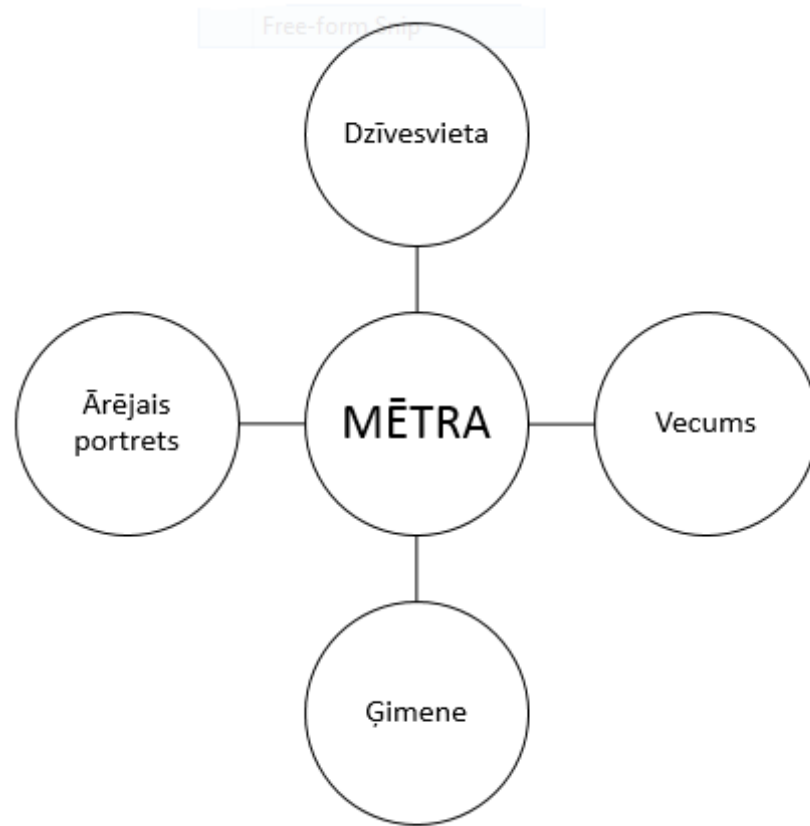 Free-form Snip
Dzīvesvieta
Ārējais
portrets
MĒTRA
Vecums
Ģimene